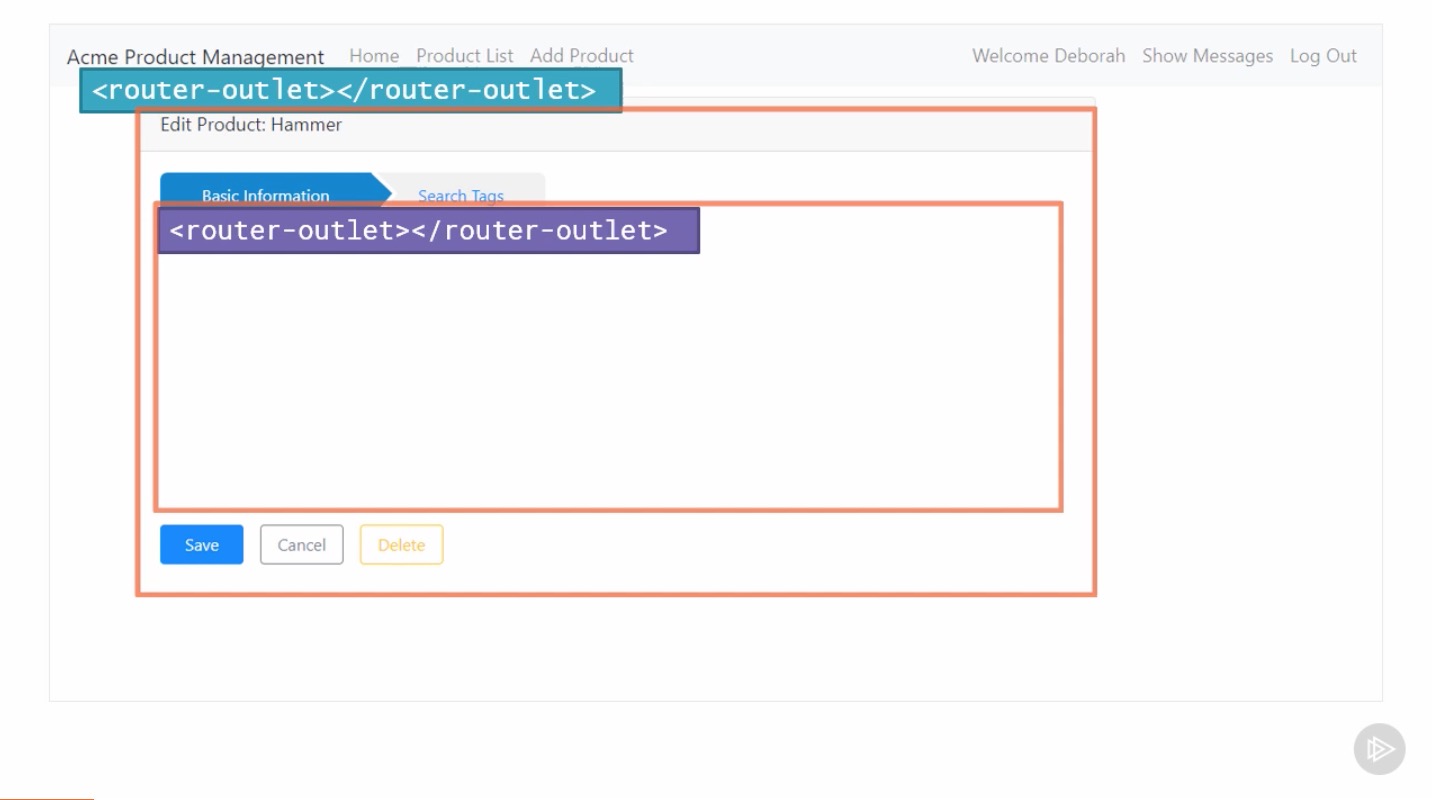 Acme Product Management Home Product List Add Product Welcome Deborah Show Messages Log Out
<router-outlet></router-outlet>
Edit Product: Hammer
Basic Information Search Tags
<router-outlet></router-outlet>
Save Cancel Delete